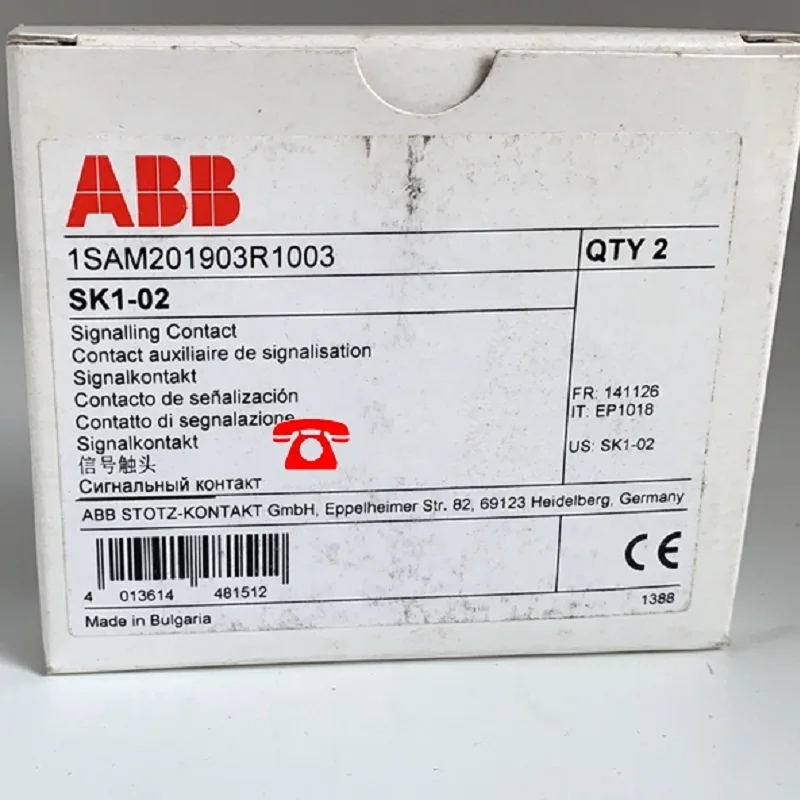 ABB
1SAM201903R1003
QTY 2
SK1-02
Signalling Contact
Contact auxiliaire de signalisation
Signalkontakt
Contacto de señalización
Contatto di segnalazione
Signalkontakt
信号触头
Сигнальный контакт
FR: 141126
IT: EP1018
US: SK1-02
ABB STOTZ-KONTAKT GmbH, Eppelheimer Str. 82, 69123 Heidelberg, Germany
4 013614 481512
CE
1388
Made in Bulgaria